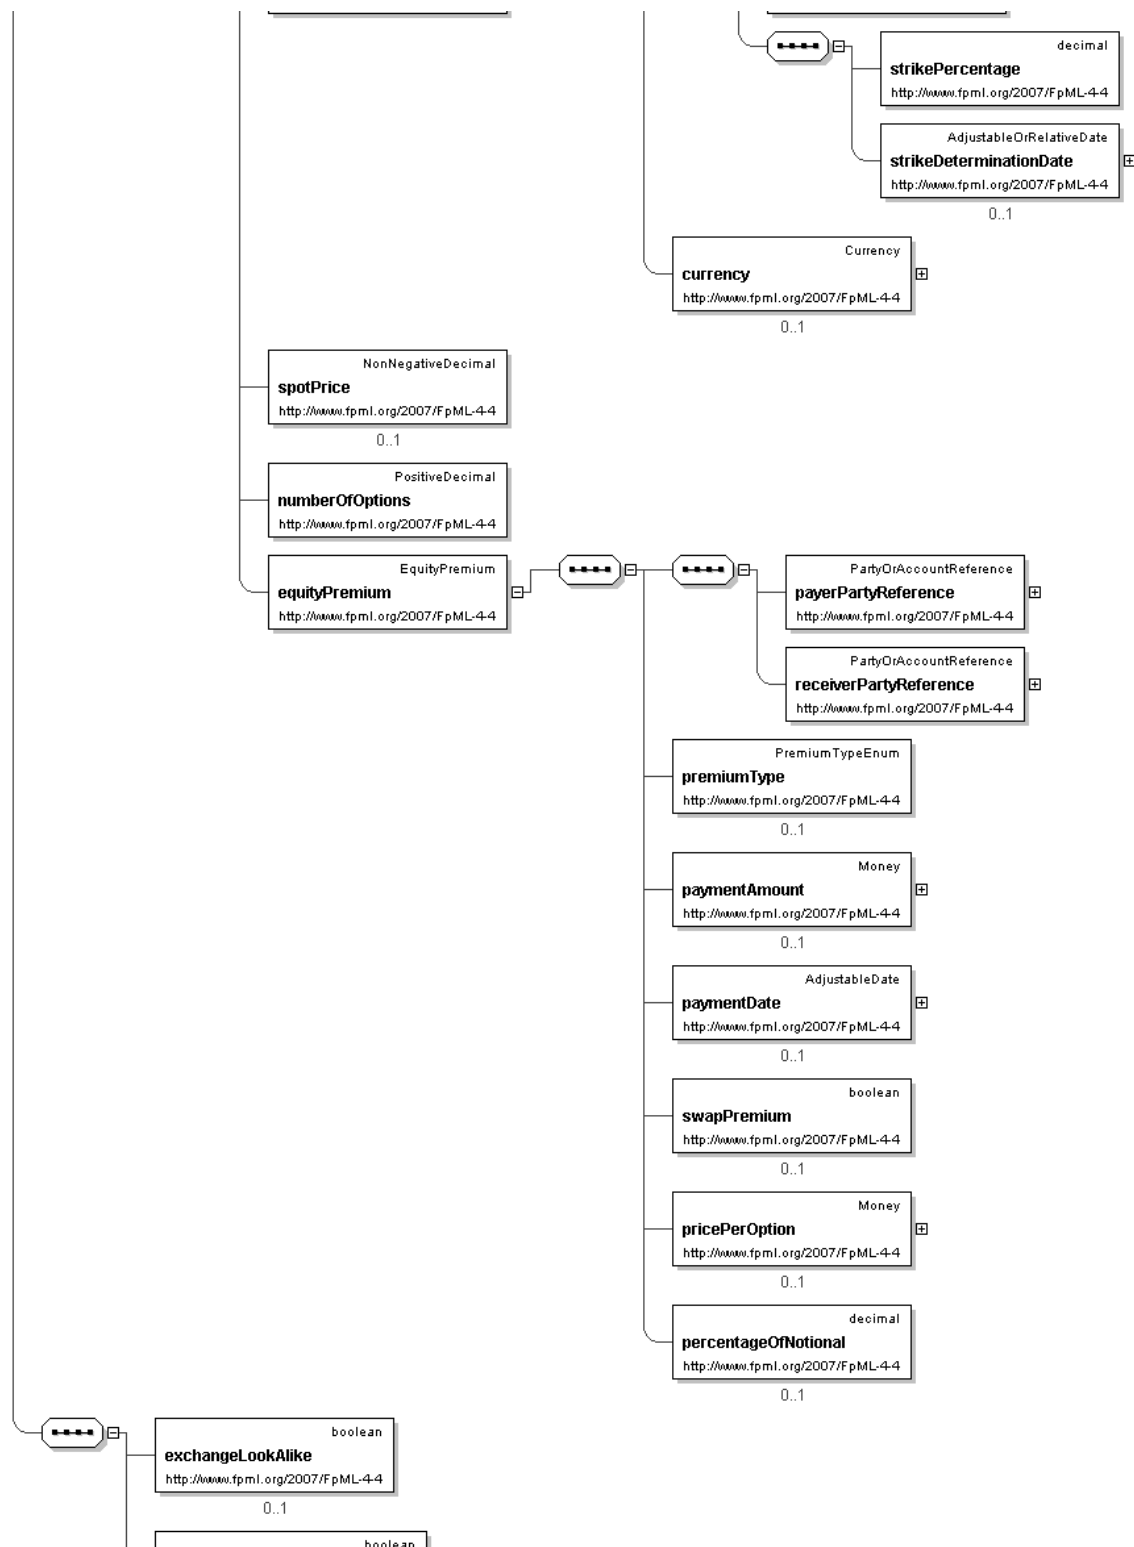 decimal
strikePercentage
http://www.fpml.org/2007/FpML-4-4
AdjustableOrRelativeDate
strikeDeterminationDate
http://www.fpml.org/2007/FpML-4-4
0..1
Currency
currency
http://www.fpml.org/2007/FpML-4-4
0..1
NonNegativeDecimal
spotPrice
http://www.fpml.org/2007/FpML-4-4
0..1
PositiveDecimal
numberOfOptions
http://www.fpml.org/2007/FpML-4-4
EquityPremium
equityPremium
http://www.fpml.org/2007/FpML-4-4
PartyOrAccountReference
payerPartyReference
http://www.fpml.org/2007/FpML-4-4
PartyOrAccountReference
receiverPartyReference
http://www.fpml.org/2007/FpML-4-4
PremiumTypeEnum
premiumType
http://www.fpml.org/2007/FpML-4-4
0..1
Money
paymentAmount
http://www.fpml.org/2007/FpML-4-4
0..1
AdjustableDate
paymentDate
http://www.fpml.org/2007/FpML-4-4
0..1
boolean
swapPremium
http://www.fpml.org/2007/FpML-4-4
0..1
Money
pricePerOption
http://www.fpml.org/2007/FpML-4-4
0..1
decimal
percentageOfNotional
http://www.fpml.org/2007/FpML-4-4
0..1
boolean
exchangeLookAlike
http://www.fpml.org/2007/FpML-4-4
0..1
boolean